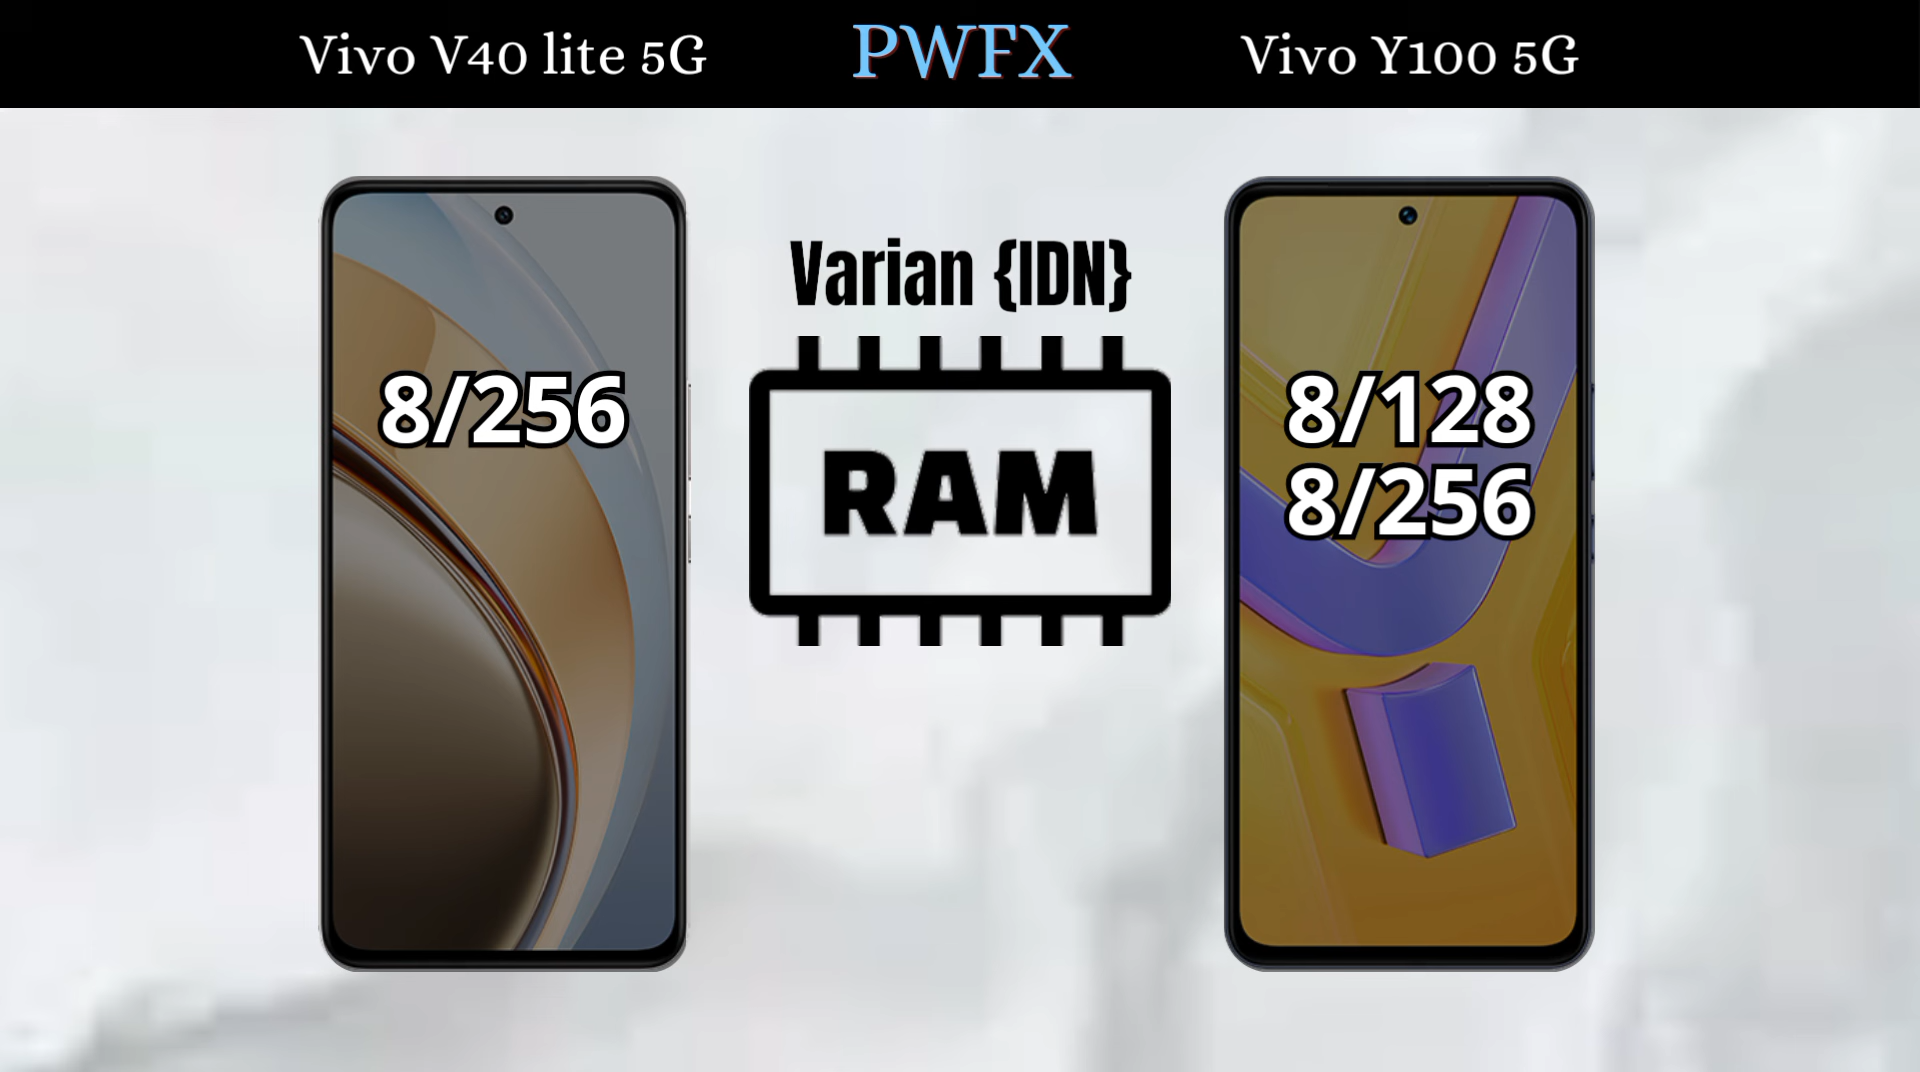 Vivo V40 lite 5G
PWFX
Vivo Y100 5G
Varian {IDN}
8/256
RAM
8/128
8/256